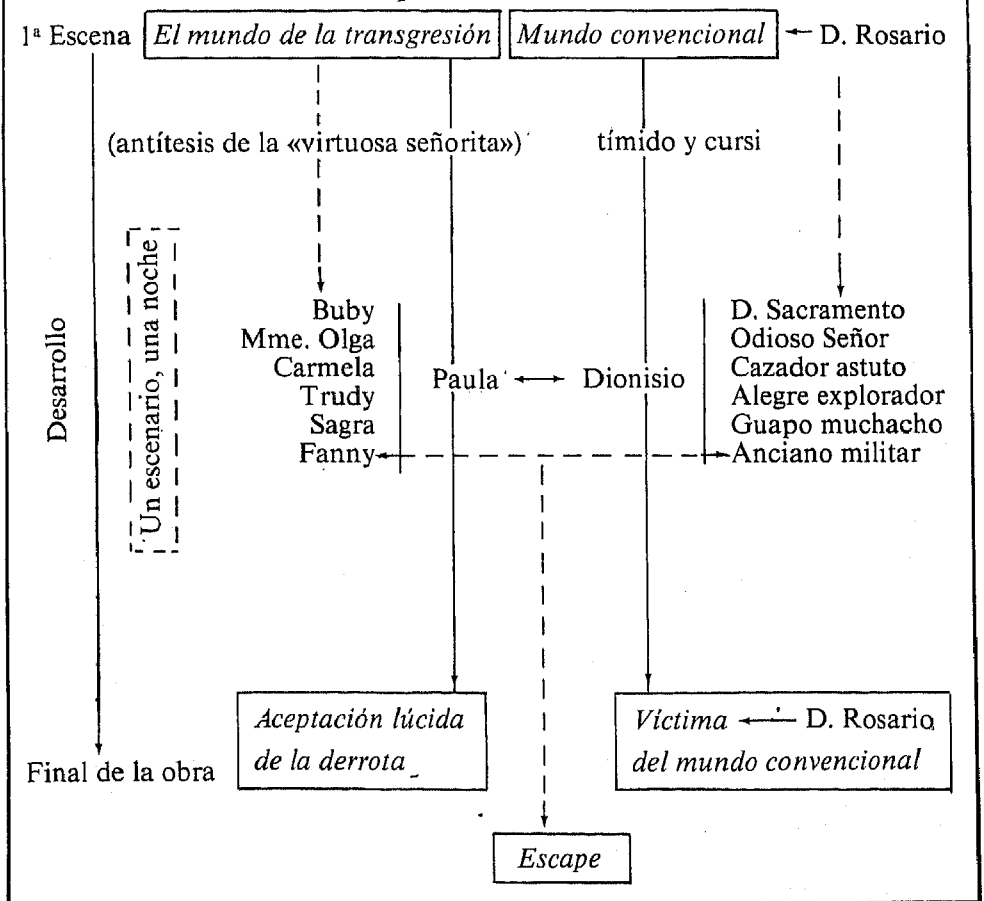 1ª Escena El mundo de la transgresión Mundo convencional D. Rosario
(antítesis de la «virtuosa señorita») tímido y cursi
Desarrollo
Un escenario, una noche
Buby
Mme. Olga
Carmela
Trudy
Sagra
Fanny
Paula Dionisio
D. Sacramento
Odioso Señor
Cazador astuto
Alegre explorador
Guapo muchacho
Anciano militar
Final de la obra
Aceptación lúcida
de la derrota
Víctima D. Rosario
del mundo convencional
Escape